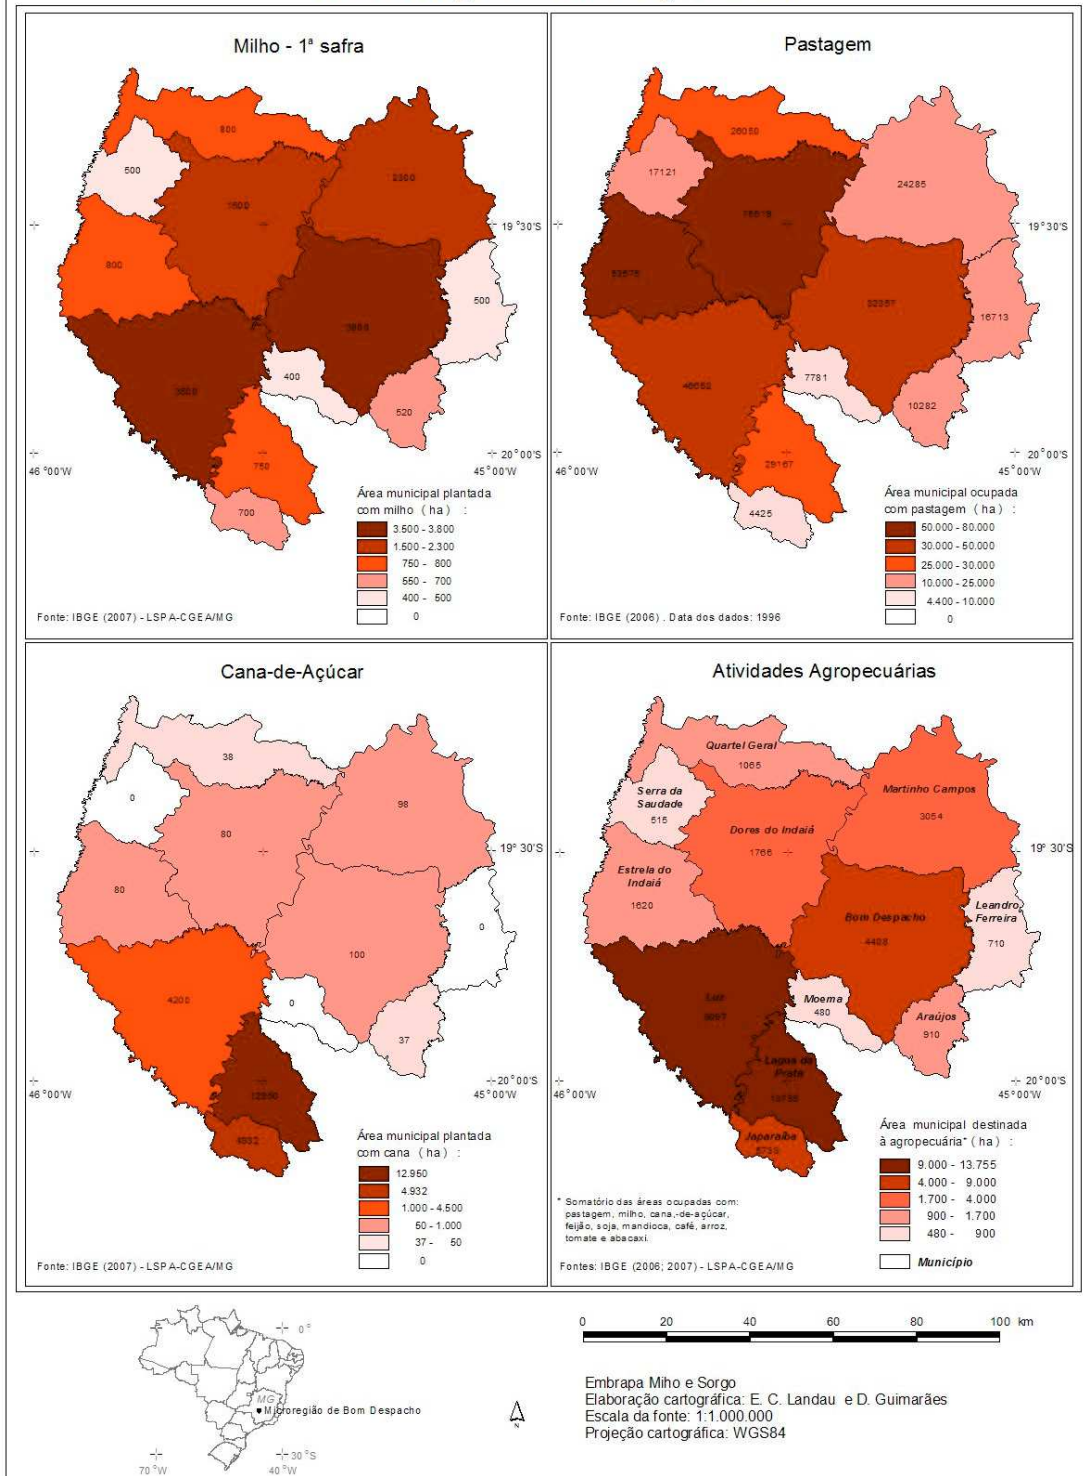 Milho - 1ª safra
800
500
2300
1600
19°30'S
800
500
400
520
20°00'S
46°00'W
45°00'W
750
700
Área municipal plantada
com milho (ha) :
3.500 - 3.800
1.500 - 2.300
750 - 800
550 - 700
400 - 500
0
Fonte: IBGE (2007) - LSPA-CGEA/MG
Pastagem
26050
17121
24285
19°30'S
16713
7781
10282
20°00'S
46°00'W
45°00'W
29167
4425
Área municipal ocupada
com pastagem (ha) :
50.000 - 80.000
30.000 - 50.000
25.000 - 30.000
10.000 - 25.000
4.400 - 10.000
0
Fonte: IBGE (2006) . Data dos dados: 1996
Cana-de-Açúcar
38
0
98
80
19°30'S
80
0
100
4200
0
37
20°00'S
46°00'W
45°00'W
12950
4932
Área municipal plantada
com cana (ha) :
12.950
4.932
1.000 - 4.500
50 - 1.000
37 - 50
0
Fonte: IBGE (2007) - LSPA-CGEA/MG
Atividades Agropecuárias
Quartel Geral
1065
Serra da
Saudade
515
Martinho Campos
3054
Dores do Indaiá
1766
19°30'S
Estrela do
Indaiá
1620
Leandro
Ferreira
710
Bom Despacho
4408
Luz
Moema
480
Araújos
910
Lagoa da
Prata
13755
20°00'S
46°00'W
45°00'W
Japaraíba
Área municipal destinada
à agropecuária* (ha) :
9.000 - 13.755
4.000 - 9.000
1.700 - 4.000
900 - 1.700
480 - 900
Município
* Somatório das áreas ocupadas com:
pastagem, milho, cana,-de-açúcar,
feijão, soja, mandioca, café, arroz,
tomate e abacaxi.
Fontes: IBGE (2006; 2007) - LSPA-CGEA/MG
0°
MG
Microregião de Bom Despacho
30°S
70°W
40°W
N
0 20 40 60 80 100 km
Embrapa Miho e Sorgo
Elaboração cartográfica: E. C. Landau e D. Guimarães
Escala da fonte: 1:1.000.000
Projeção cartográfica: WGS84